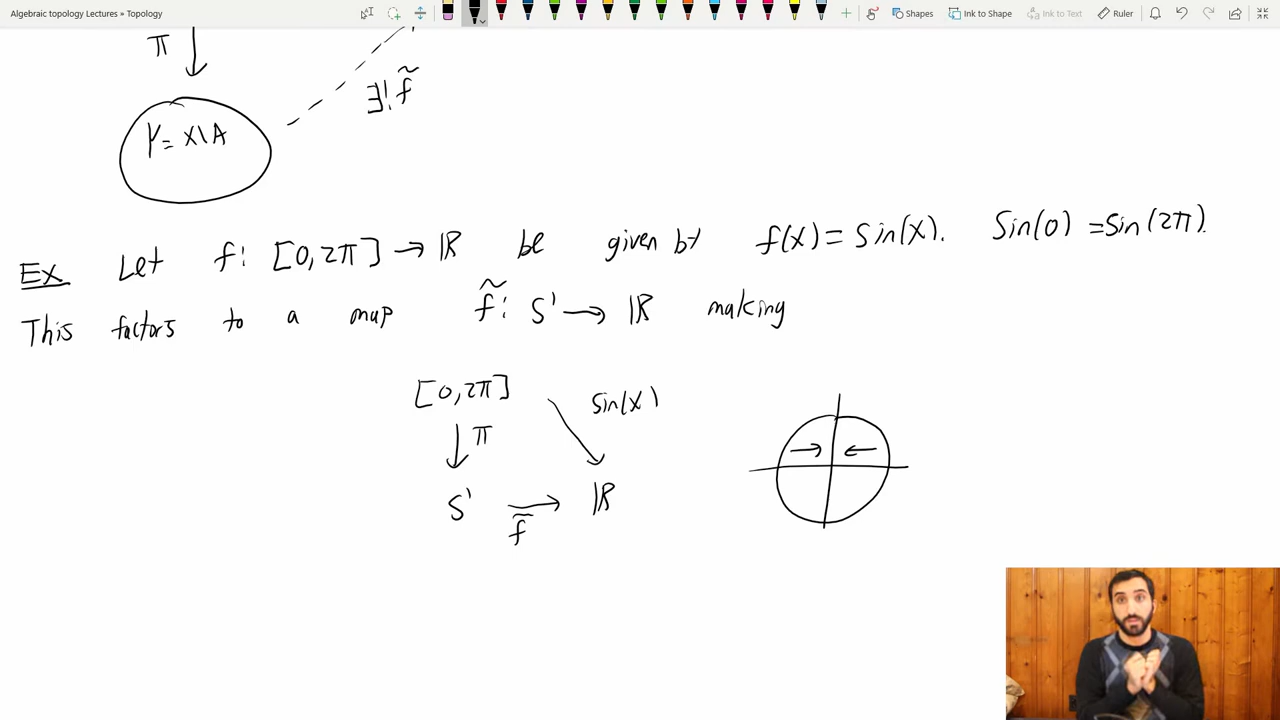 Algebraic topology Lectures » Topology
Shapes Ink to Shape Ink to Text Ruler
π
∃! f̃
Y = X\A
Ex Let f: [0,2π] → ℝ be given by f(x) = Sin(x). Sin(0) = Sin(2π).
This factors to a map f̃: S¹ → ℝ making
[0,2π] sin(x)
π
S¹ → ℝ
f̃